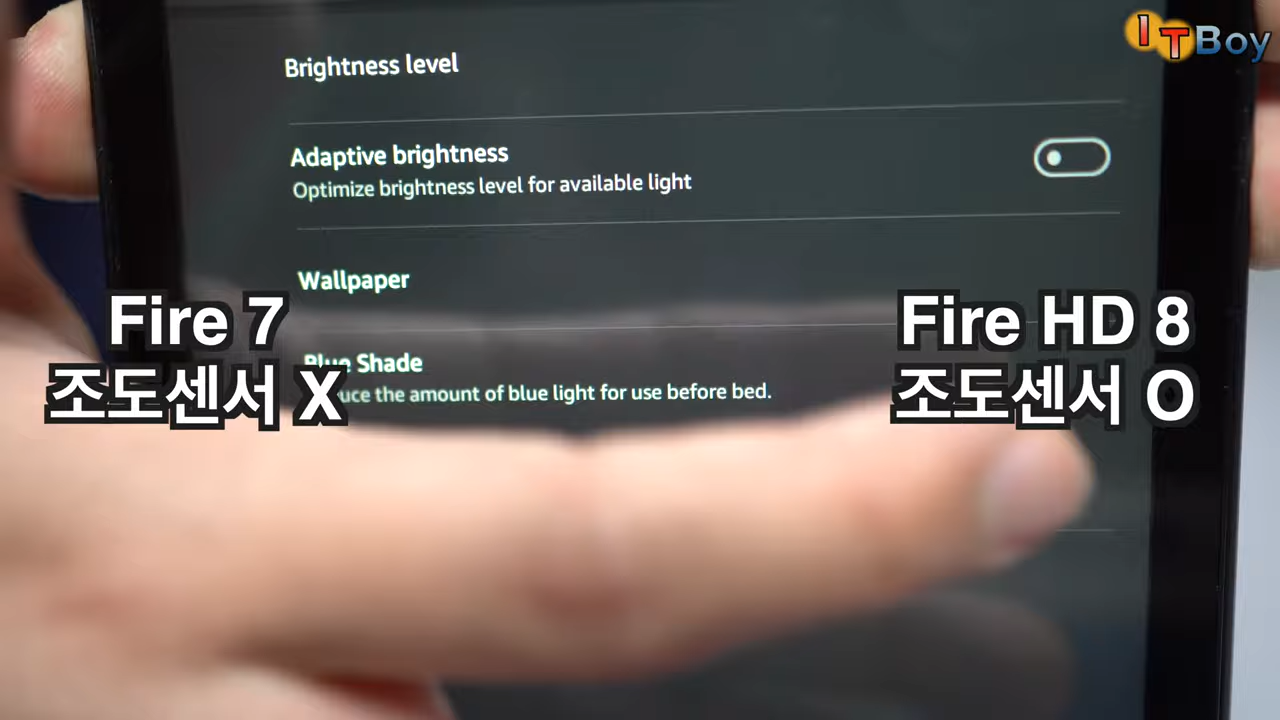 ITBoy
Brightness level
Adaptive brightness
Optimize brightness level for available light
Wallpaper
Fire 7
조도센서 X
Fire HD 8
조도센서 O
Blue Shade
uce the amount of blue light for use before bed.